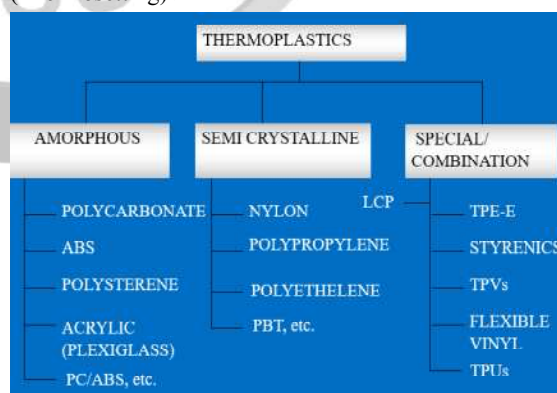 THERMOPLASTICS
AMORPHOUS
POLYCARBONATE
ABS
POLYSTERENE
ACRYLIC
(PLEXIGLASS)
PC/ABS, etc.
SEMI CRYSTALLINE
NYLON
POLYPROPYLENE
POLYETHELENE
PBT, etc.
SPECIAL/
COMBINATION
LCP
TPE-E
STYRENICS
TPVs
FLEXIBLE
VINYL
TPUs